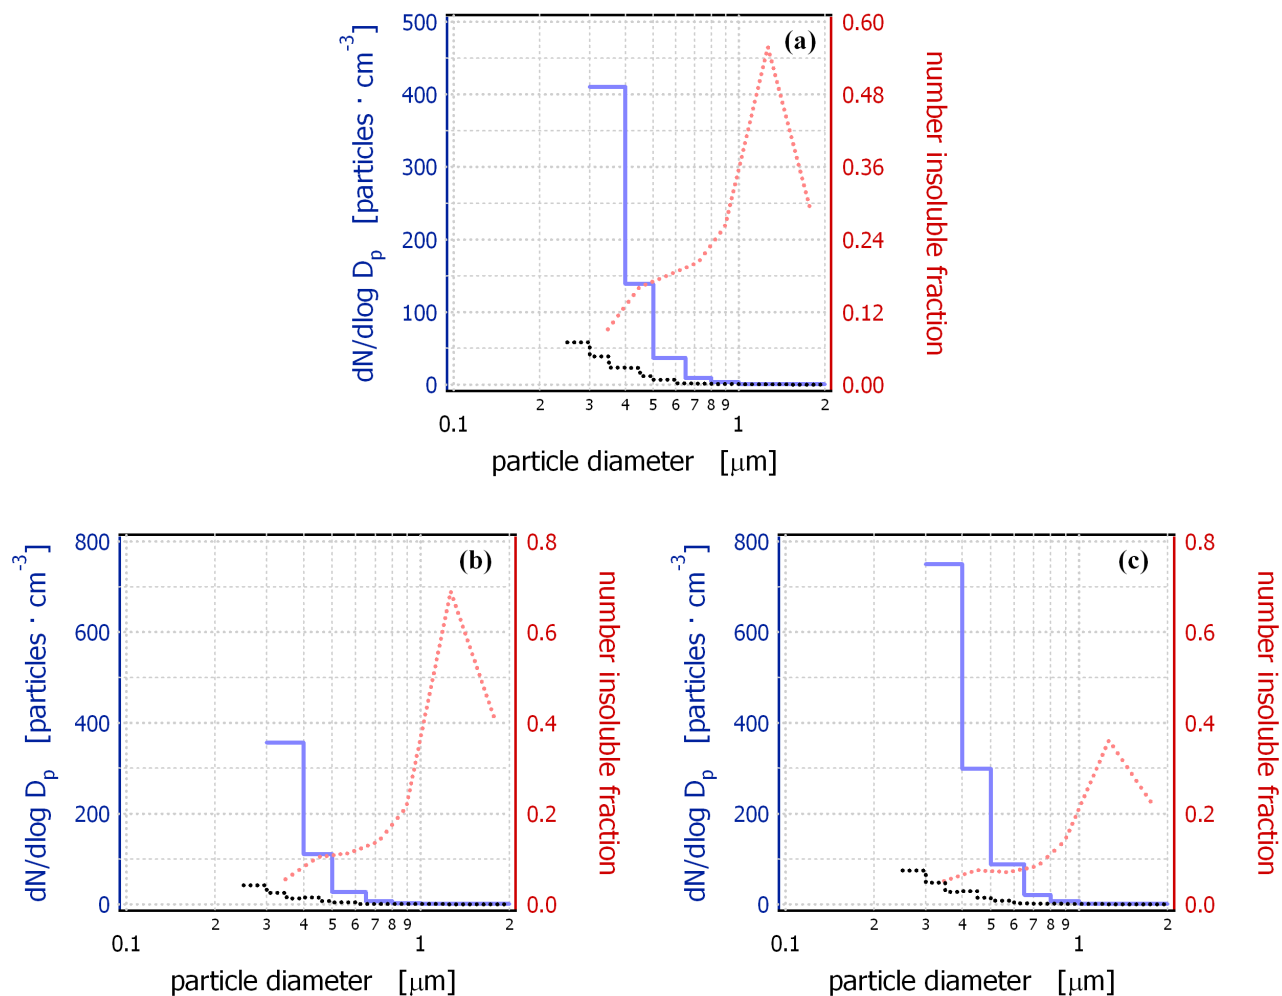 (a)
dN/dlog Dp [particles · cm-3]
500
400
300
200
100
0
0.60
0.48
0.36
0.24
0.12
0.00
number insoluble fraction
2 3 4 5 6 7 8 9 2
0.1 1
particle diameter [μm]
(b)
dN/dlog Dp [particles · cm-3]
800
600
400
200
0
0.8
0.6
0.4
0.2
0.0
number insoluble fraction
2 3 4 5 6 7 8 9 2
0.1 1
particle diameter [μm]
(c)
dN/dlog Dp [particles · cm-3]
800
600
400
200
0
0.8
0.6
0.4
0.2
0.0
number insoluble fraction
2 3 4 5 6 7 8 9 2
0.1 1
particle diameter [μm]